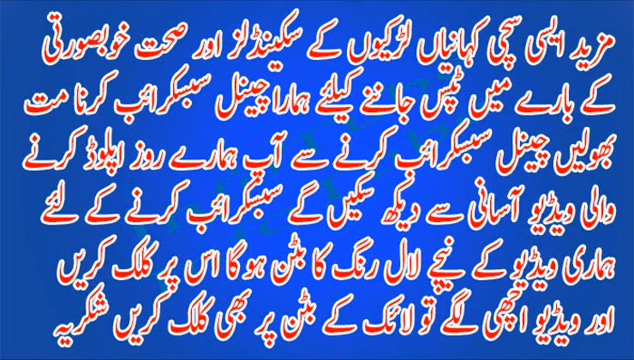 مزید ایسی سچی کہانیاں لڑکیوں کے سکینڈلز اور صحت خوبصورتی
کے بارے میں ٹپس جاننے کیلئے ہمارا چینل سبسکرائب کرنا مت
بھولیں چینل سبسکرائب کرنے سے آپ ہمارے روز اپلوڈ کرنے
والی ویڈیو آسانی سے دیکھ سکیں گے سبسکرائب کرنے کے لئے
ہماری ویڈیو کے نیچے لال رنگ کا بٹن ہو گا اس پر کلک کریں
اور ویڈیو اچھی لگے تو لائک کے بٹن پر بھی کلک کریں شکریہ